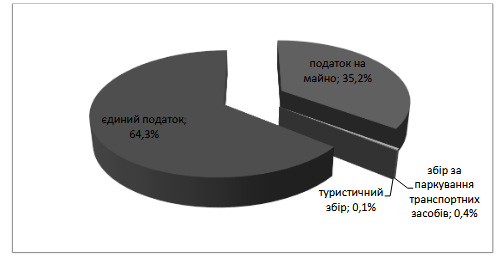 податок на
майно; 35,2%
єдиний податок;
64,3%
туристичний
збір; 0,1%
збір за
паркування
транспортних
засобів; 0,4%